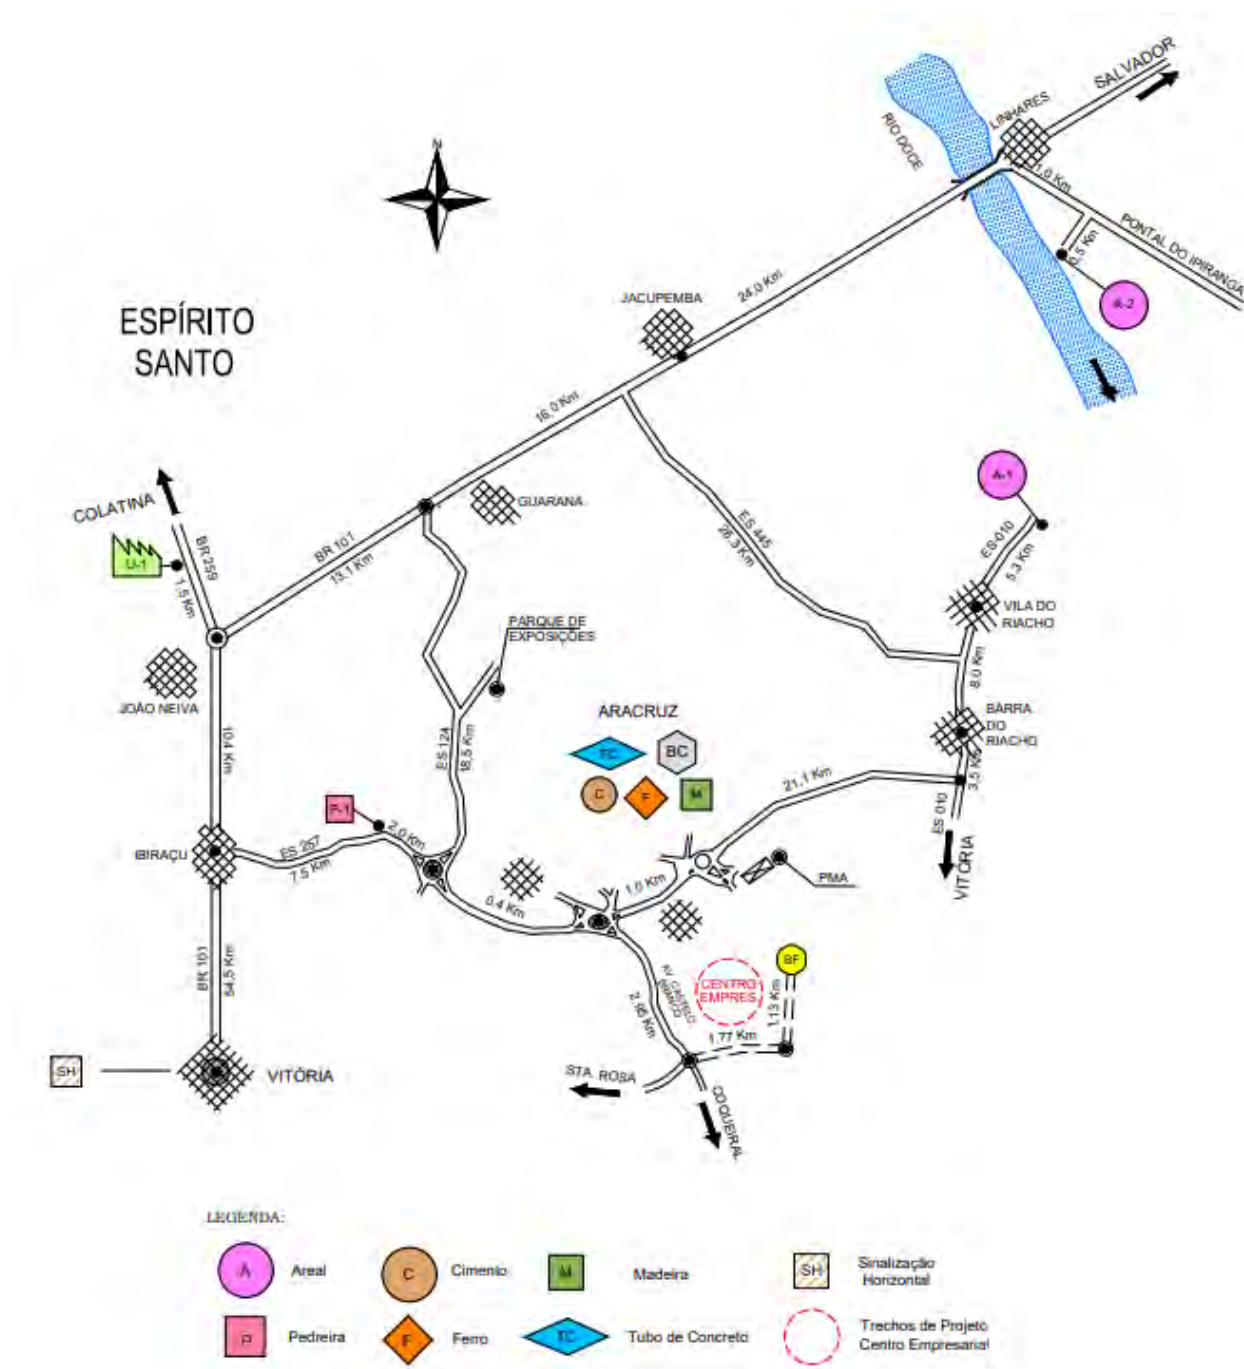 N
SALVADOR
LINHARES
RIO DOCE
1,0 Km
PONTAL DO IPIRANGA
0,5 Km
A-2
24,0 Km
JACUPEMBA
ESPÍRITO
SANTO
16,0 Km
A-1
COLATINA
GUARANA
BR 259
BR 101
13,1 Km
ES 445
26,3 Km
ES-010
5,3 Km
U-1
1,5 Km
VILA DO
RIACHO
PARQUE DE
EXPOSIÇÕES
8,0 Km
JOÃO NEIVA
ARACRUZ
BARRA
DO
RIACHO
TC
BC
ES 124
18,5 Km
10,4 Km
C
F
M
21,1 Km
3,5 Km
ES 010
P-1
2,0 Km
IBIRAÇU
ES 257
7,5 Km
VITÓRIA
PMA
1,0 Km
0,4 Km
BR 101
54,5 Km
AV. CASTELO
BRANCO
2,95 Km
CENTRO
EMPRES.
BF
1,13 Km
1,77 Km
SH
VITÓRIA
STA. ROSA
COQUEIRAL
LEGENDA:
A
Areal
C
Cimento
M
Madeira
SH
Sinalização
Horizontal
P
Pedreira
F
Ferro
TC
Tubo de Concreto
Trechos de Projeto
Centro Empresarial